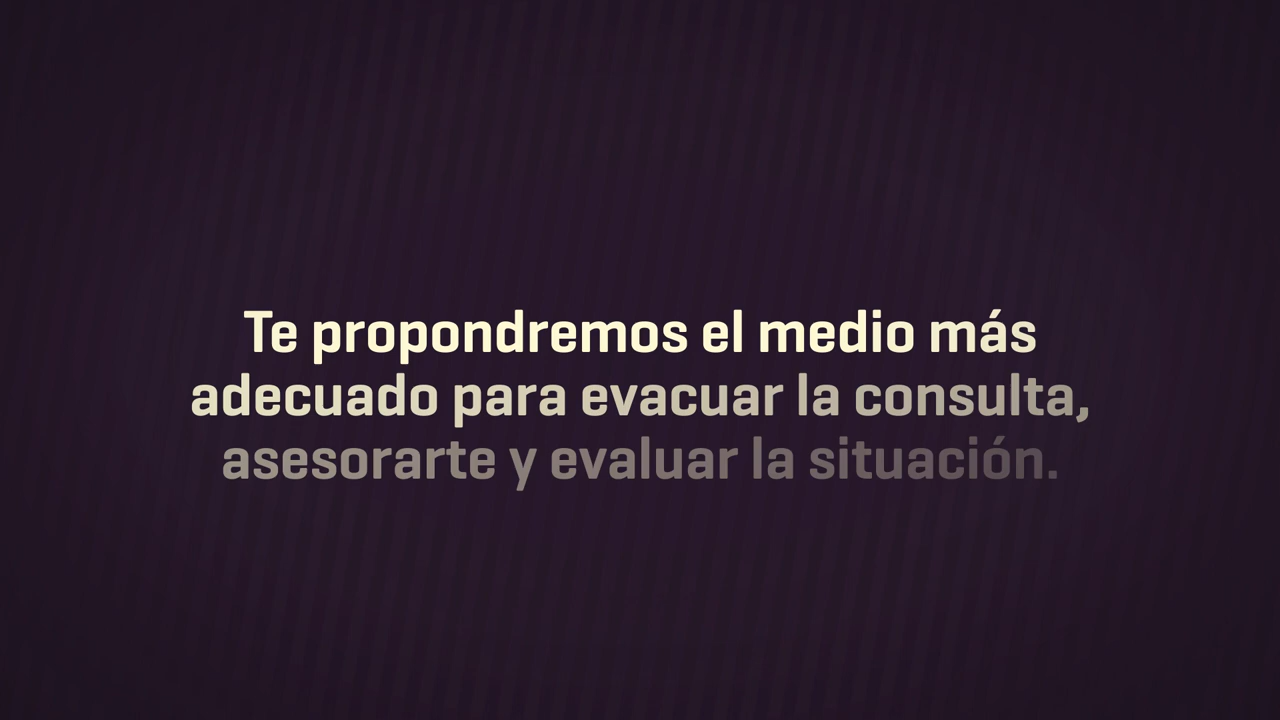 Te propondremos el medio más
adecuado para evacuar la consulta,
asesorarte y evaluar la situación.